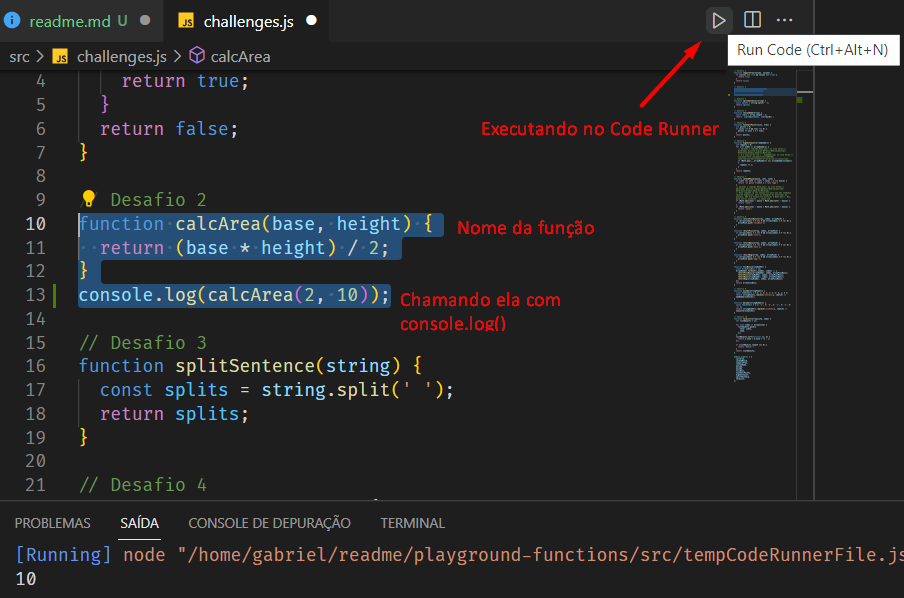 readme.md U
JS challenges.js
Run Code (Ctrl+Alt+N)
src > JS challenges.js > calcArea
4 return true;
5 }
6 return false;
7 }
8
9 Desafio 2
10 function calcArea(base, height) {
11 return (base * height) / 2;
12 }
13 console.log(calcArea(2, 10));
14
15 // Desafio 3
16 function splitSentence(string) {
17 const splits = string.split(' ');
18 return splits;
19 }
20
21 // Desafio 4
Executando no Code Runner
Nome da função
Chamando ela com
console.log()
PROBLEMAS SAÍDA CONSOLE DE DEPURAÇÃO TERMINAL
[Running] node "/home/gabriel/readme/playground-functions/src/tempCodeRunnerFile.js
10